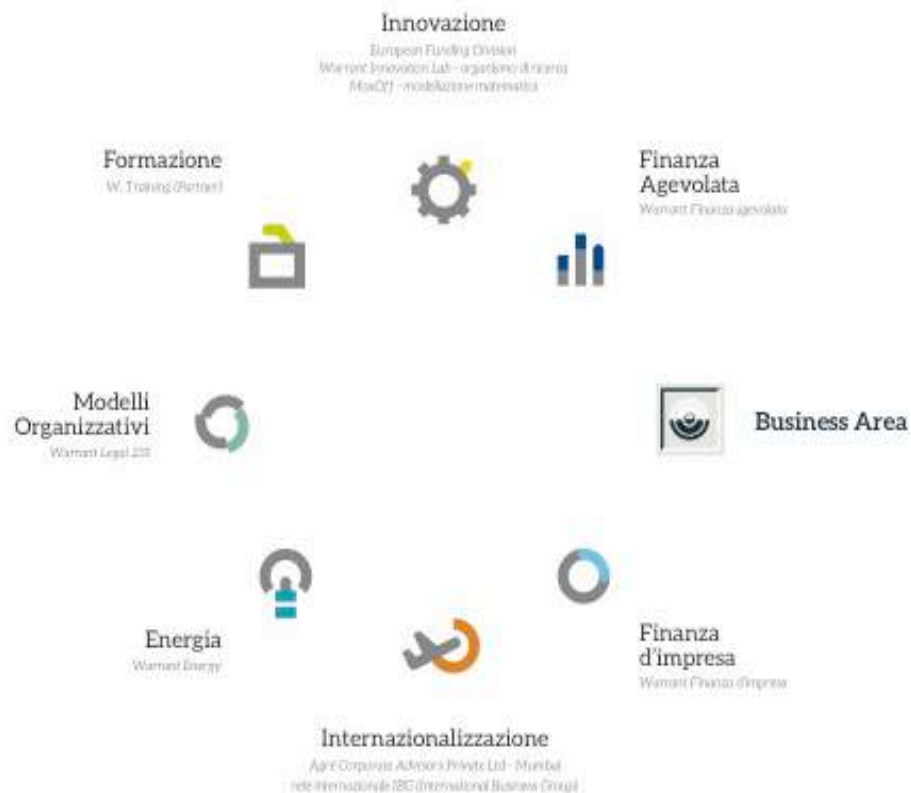 Innovazione
European Funding Division
Warrant Innovation Lab - organismo di ricerca
MoxOff - modellazione matematica
Formazione
W. Training (Partner)
Finanza
Agevolata
Warrant Finanza agevolata
Modelli
Organizzativi
Warrant Legal 231
Business Area
Energia
Warrant Energy
Finanza
d'impresa
Warrant Finanza d'impresa
Internazionalizzazione
Corporate Advisors Private Ltd - Mumbai
rete internazionale IBG (International Business Group)